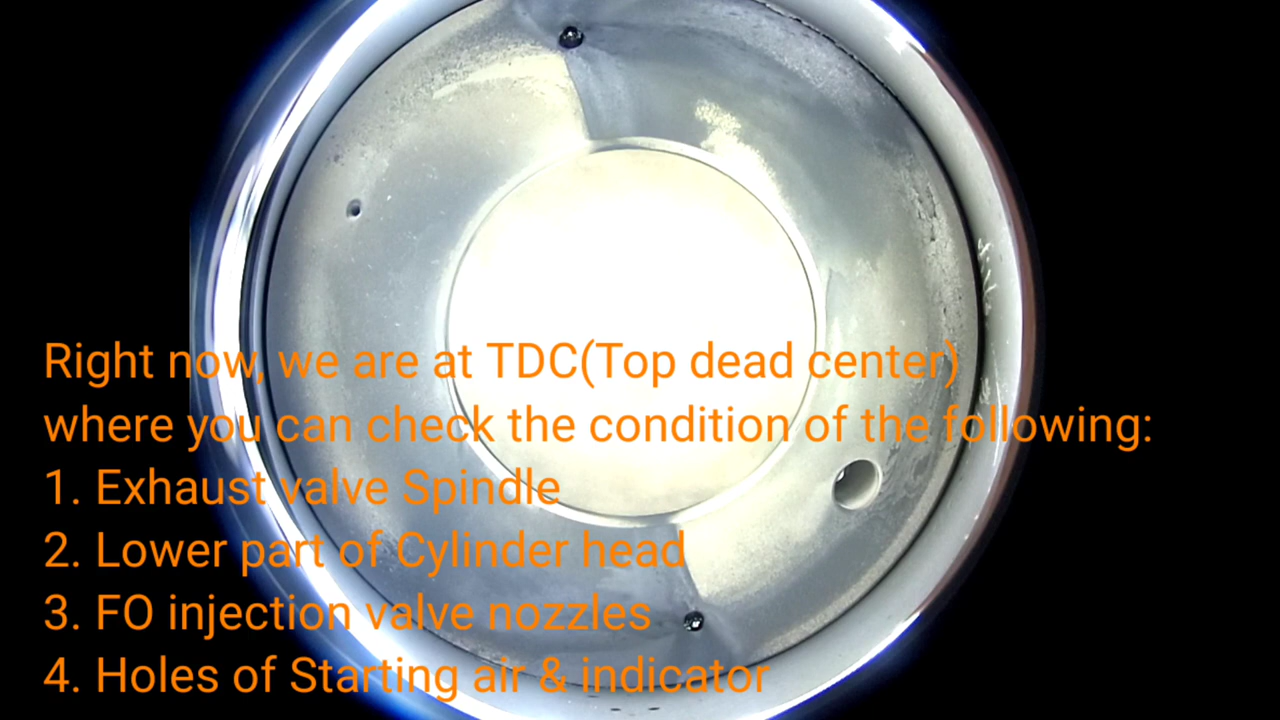 Right now, we are at TDC(Top dead center)
where you can check the condition of the following:
1. Exhaust valve Spindle
2. Lower part of Cylinder head
3. FO injection valve nozzles
4. Holes of Starting air & indicator